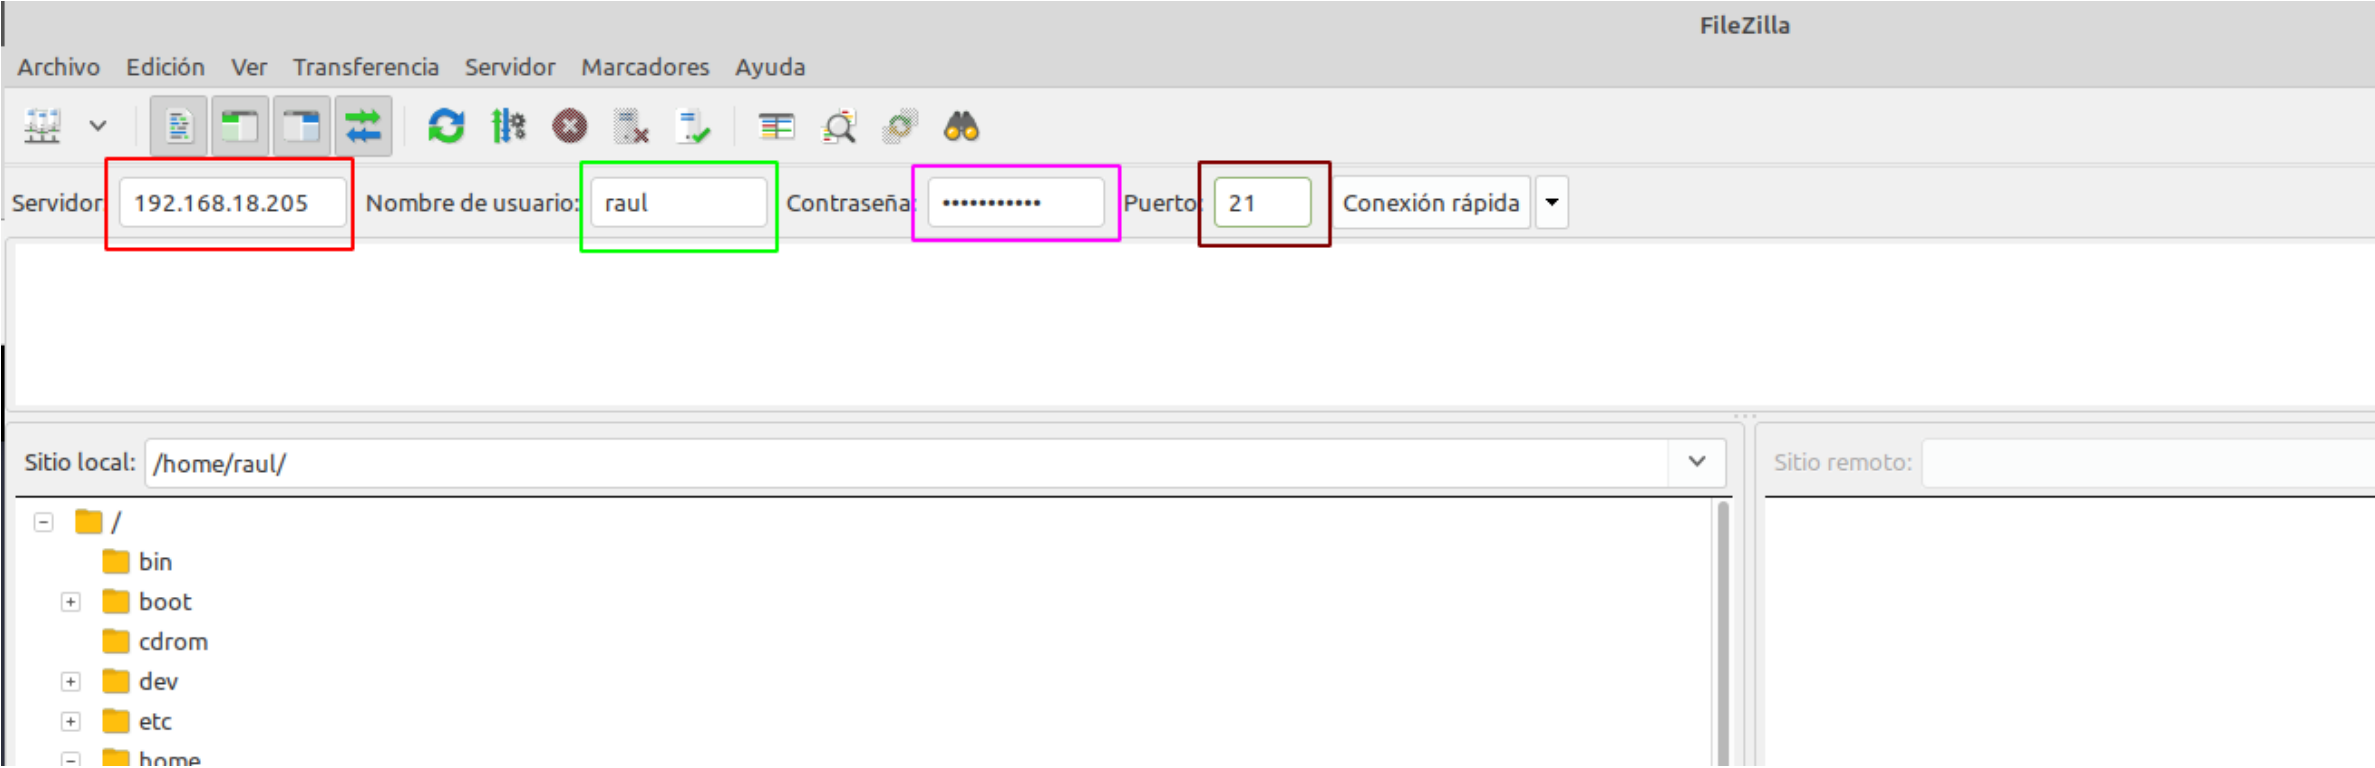 FileZilla
Archivo Edición Ver Transferencia Servidor Marcadores Ayuda
Servidor 192.168.18.205 Nombre de usuario: raul Contraseña: ••••••••••• Puerto: 21 Conexión rápida
Sitio local: /home/raul/ Sitio remoto:
/
bin
boot
cdrom
dev
etc
home